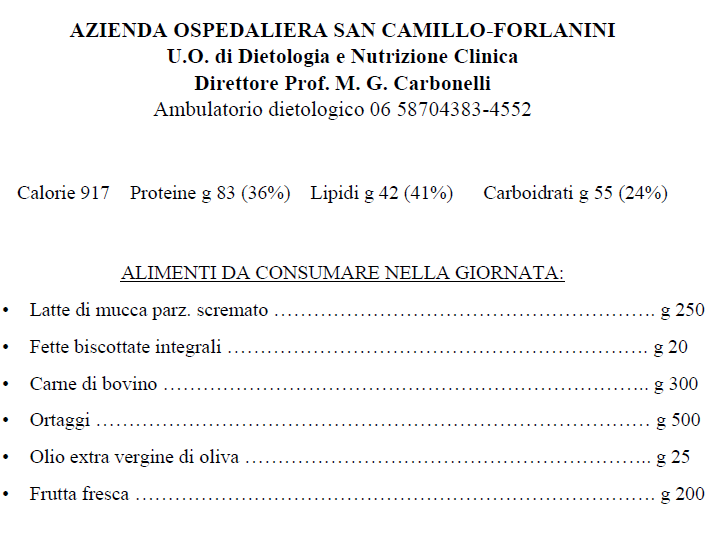 AZIENDA OSPEDALIERA SAN CAMILLO-FORLANINI
U.O. di Dietologia e Nutrizione Clinica
Direttore Prof. M. G. Carbonelli
Ambulatorio dietologico 06 58704383-4552
Calorie 917 Proteine g 83 (36%) Lipidi g 42 (41%) Carboidrati g 55 (24%)
ALIMENTI DA CONSUMARE NELLA GIORNATA:
• Latte di mucca parz. scremato …………………………………………………. g 250
• Fette biscottate integrali ………………………………………………………. g 20
• Carne di bovino ……………………………………………………………….. g 300
• Ortaggi ………………………………………………………………………… g 500
• Olio extra vergine di oliva …………………………………………………….. g 25
• Frutta fresca ……………………………………………………………………. g 200